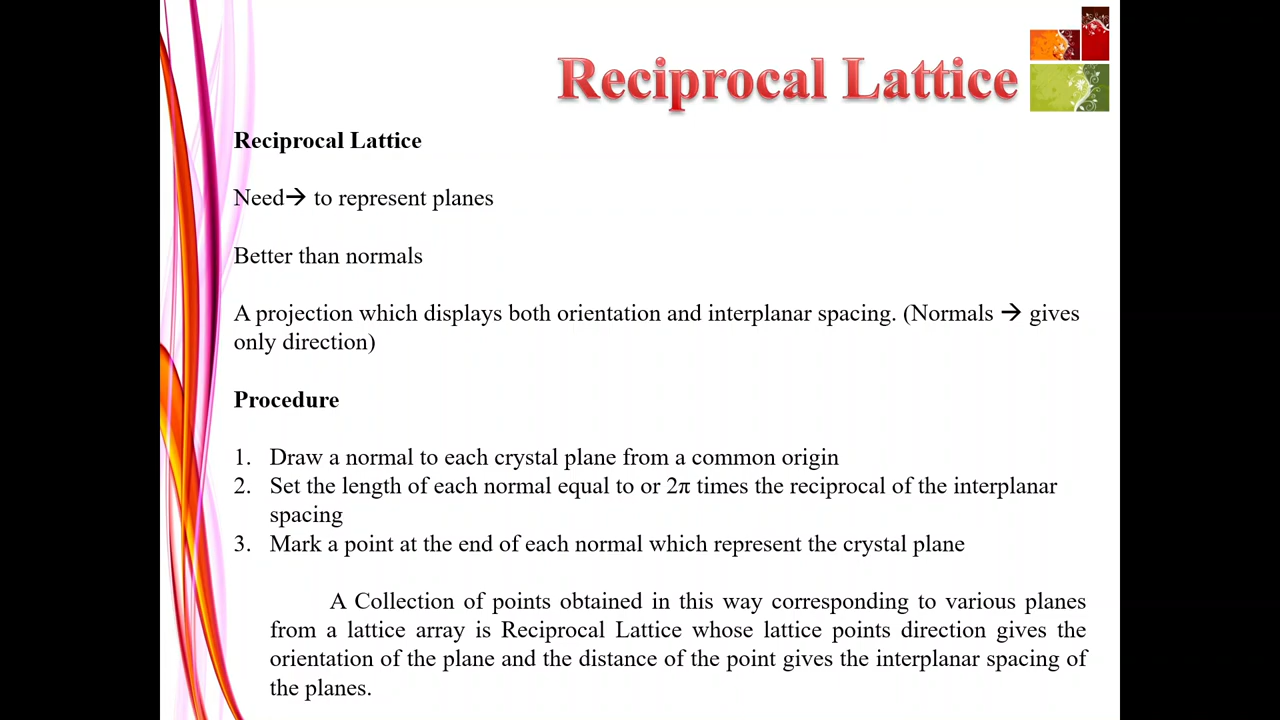 Reciprocal Lattice
Reciprocal Lattice
Need→ to represent planes
Better than normals
A projection which displays both orientation and interplanar spacing. (Normals → gives
only direction)
Procedure
1. Draw a normal to each crystal plane from a common origin
2. Set the length of each normal equal to or 2π times the reciprocal of the interplanar
spacing
3. Mark a point at the end of each normal which represent the crystal plane
A Collection of points obtained in this way corresponding to various planes
from a lattice array is Reciprocal Lattice whose lattice points direction gives the
orientation of the plane and the distance of the point gives the interplanar spacing of
the planes.